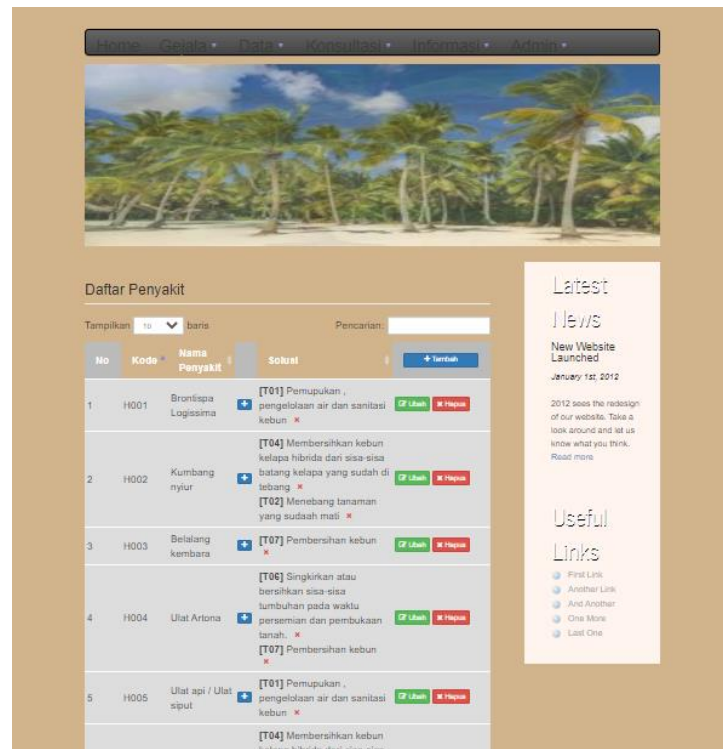 Home Gejala Data Konsultasi Informasi Admin
Daftar Penyakit
Tampilkan 10 baris Pencarian:
No Kode Nama Penyakit Solusi + Tambah
1 H001 Brontispa Logissima [T01] Pemupukan ,
pengelolaan air dan sanitasi
kebun Ubah Hapus
2 H002 Kumbang nyiur [T04] Membersihkan kebun
kelapa hibrida dari sisa-sisa
batang kelapa yang sudah di
tebang Ubah Hapus
[T02] Menebang tanaman
yang sudaah mati
3 H003 Belalang kembara [T07] Pembersihan kebun Ubah Hapus
4 H004 Ulat Artona [T06] Singkirkan atau
bersihkan sisa-sisa
tumbuhan pada waktu
persemian dan pembukaan
tanah. Ubah Hapus
[T07] Pembersihan kebun
5 H005 Ulat api / Ulat siput [T01] Pemupukan ,
pengelolaan air dan sanitasi
kebun Ubah Hapus
[T04] Membersihkan kebun
Latest
News
New Website
Launched
January 1st, 2012
2012 sees the redesign
of our website. Take a
look around and let us
know what you think.
Read more
Useful
Links
First Link
Another Link
And Another
One More
Last One